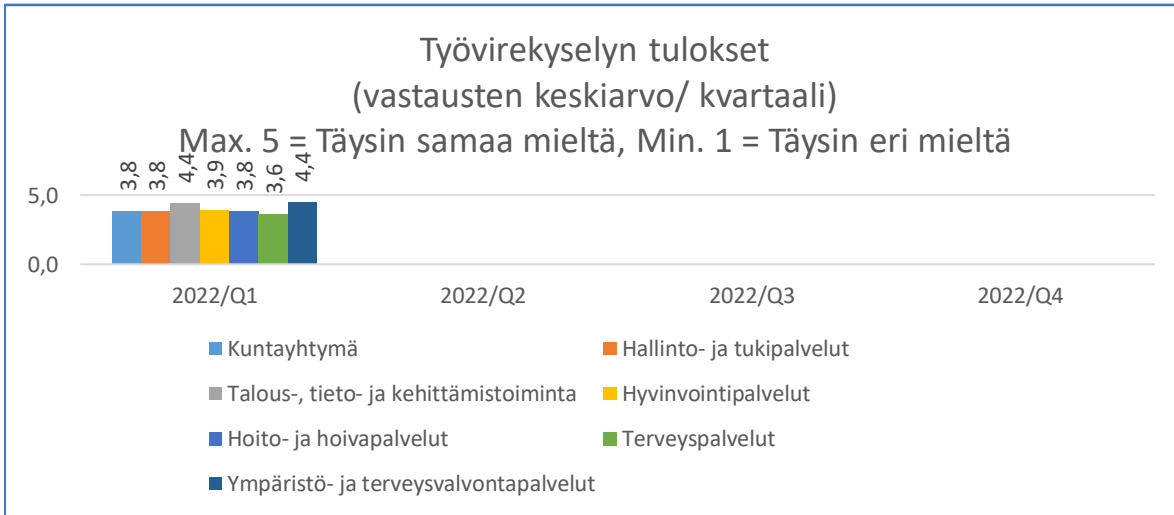 Työvirekyselyn tulokset
(vastausten keskiarvo/ kvartaali)
Max. 5 = Täysin samaa mieltä, Min. 1 = Täysin eri mieltä
3,8 3,8 4,4 3,9 3,8 3,6 4,4
5,0
0,0
2022/Q1 2022/Q2 2022/Q3 2022/Q4
Kuntayhtymä Hallinto- ja tukipalvelut
Talous-, tieto- ja kehittämistoiminta Hyvinvointipalvelut
Hoito- ja hoivapalvelut Terveyspalvelut
Ympäristö- ja terveysvalvontapalvelut